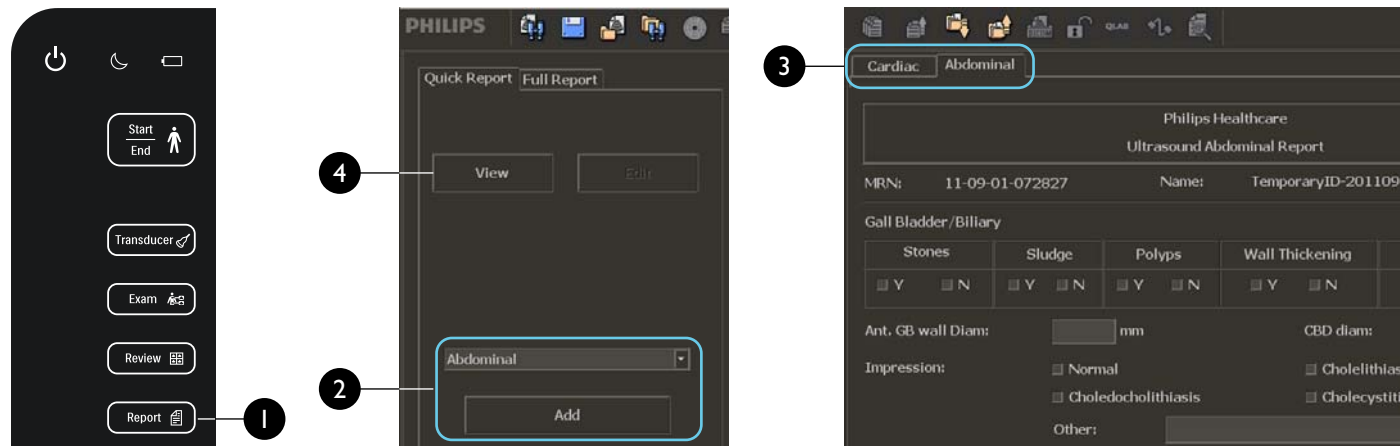 Start
End
Transducer
Exam
Review
Report
1
PHILIPS
Quick Report Full Report
4
View Edit
2
Abdominal
Add
QLAB
3
Cardiac Abdominal
Philips Healthcare
Ultrasound Abdominal Report
MRN: 11-09-01-072827 Name: TemporaryID-201109
Gall Bladder/Biliary
Stones Sludge Polyps Wall Thickening
Y N Y N Y N Y N
Ant. GB wall Diam: mm CBD diam:
Impression: Normal Cholelithias
Choledocholithiasis Cholecystiti
Other: